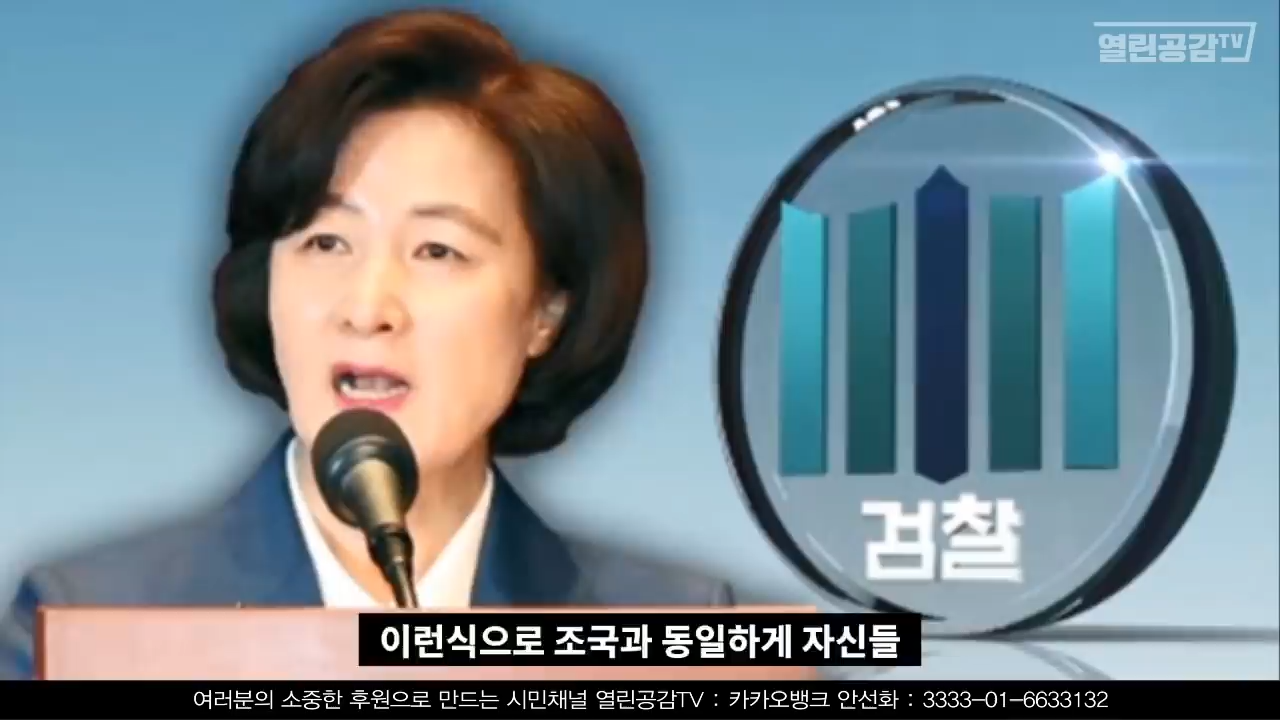 열린공감TV
검찰
이런식으로 조국과 동일하게 자신들
여러분의 소중한 후원으로 만드는 시민채널 열린공감TV : 카카오뱅크 안선화 : 3333-01-6633132